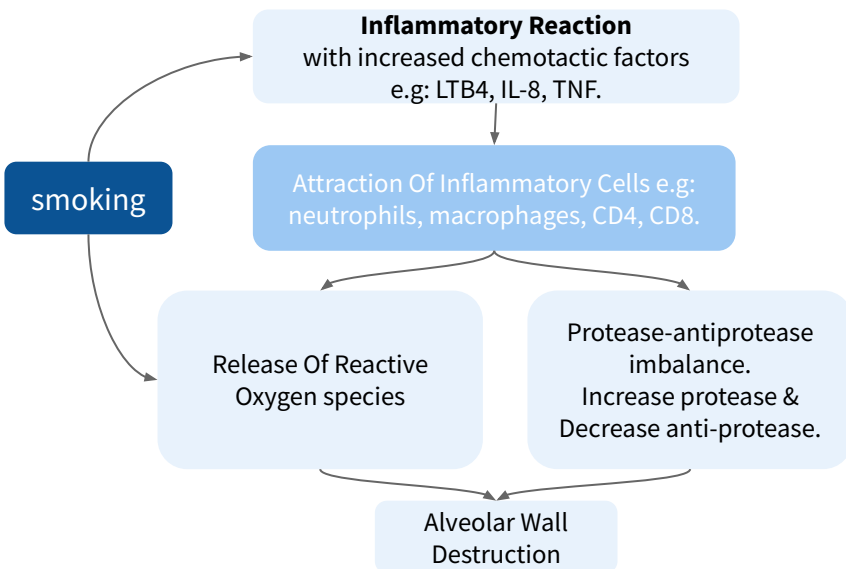 Inflammatory Reaction
with increased chemotactic factors
e.g: LTB4, IL-8, TNF.
smoking
Attraction Of Inflammatory Cells e.g:
neutrophils, macrophages, CD4, CD8.
Release Of Reactive
Oxygen species
Protease-antiprotease
imbalance.
Increase protease &
Decrease anti-protease.
Alveolar Wall
Destruction